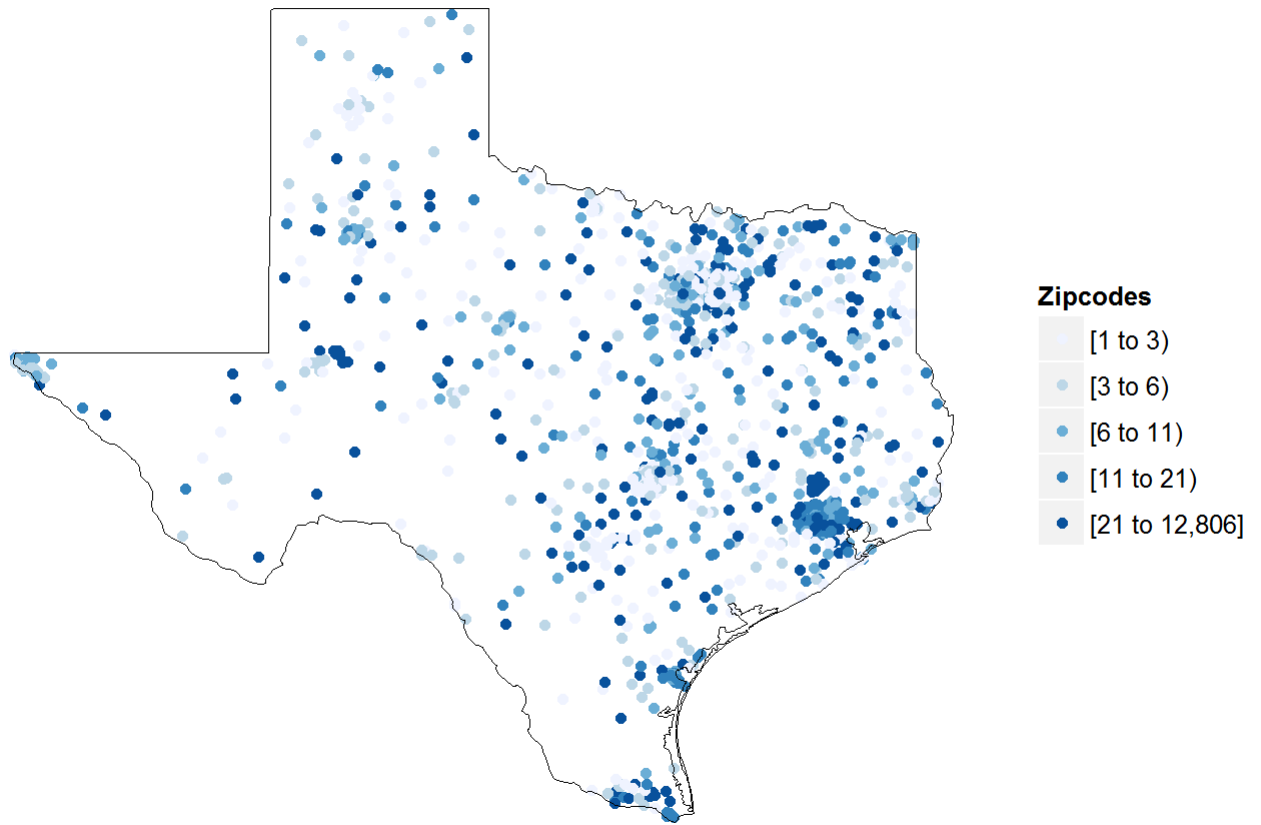 Zipcodes
[1 to 3)
[3 to 6)
[6 to 11)
[11 to 21)
[21 to 12,806]